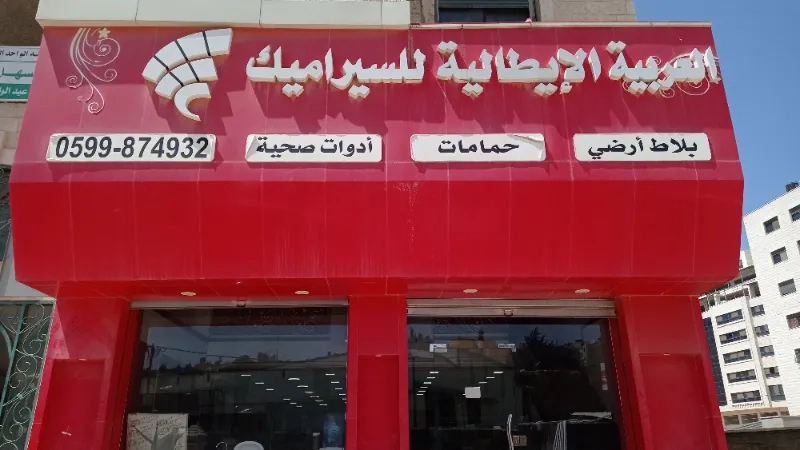 العربية الإيطالية للسيراميك
بلاط أرضي
حمامات
أدوات صحية
0599-874932